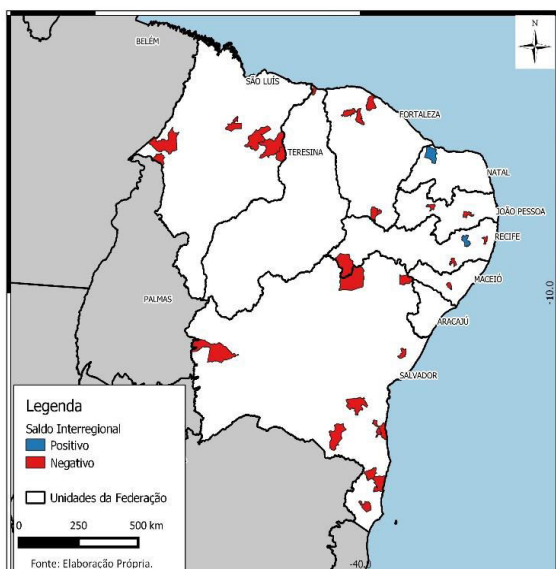 N
BELÉM
SÃO LUÍS
FORTALEZA
TERESINA
NATAL
JOÃO PESSOA
RECIFE
MACEIÓ
PALMAS
-10.0
ARACAJÚ
SALVADOR
Legenda
Saldo Interregional
Positivo
Negativo
Unidades da Federação
0 250 500 km
Fonte: Elaboração Própria.
-40.0